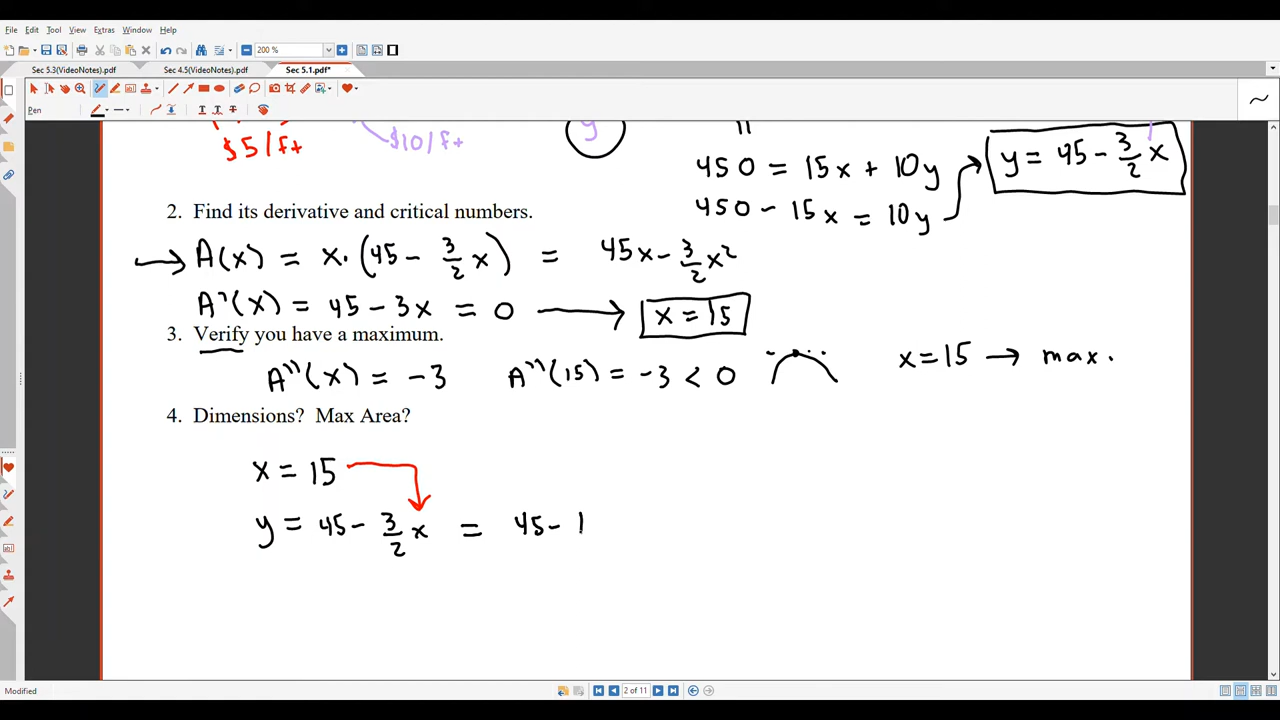 File Edit Tool View Extras Window Help
200 %
Sec 5.3(VideoNotes).pdf Sec 4.5(VideoNotes).pdf Sec 5.1.pdf*
Pen
$5/ft $10/ft y
450 = 15x + 10y
y = 45 - 3/2 x
450 - 15x = 10y
2. Find its derivative and critical numbers.
A(x) = x·(45 - 3/2 x) = 45x - 3/2 x²
A'(x) = 45 - 3x = 0 → x = 15
3. Verify you have a maximum.
A''(x) = -3 A''(15) = -3 < 0 x = 15 → max.
4. Dimensions? Max Area?
x = 15
y = 45 - 3/2 x = 45 - 1
Modified 2 of 11